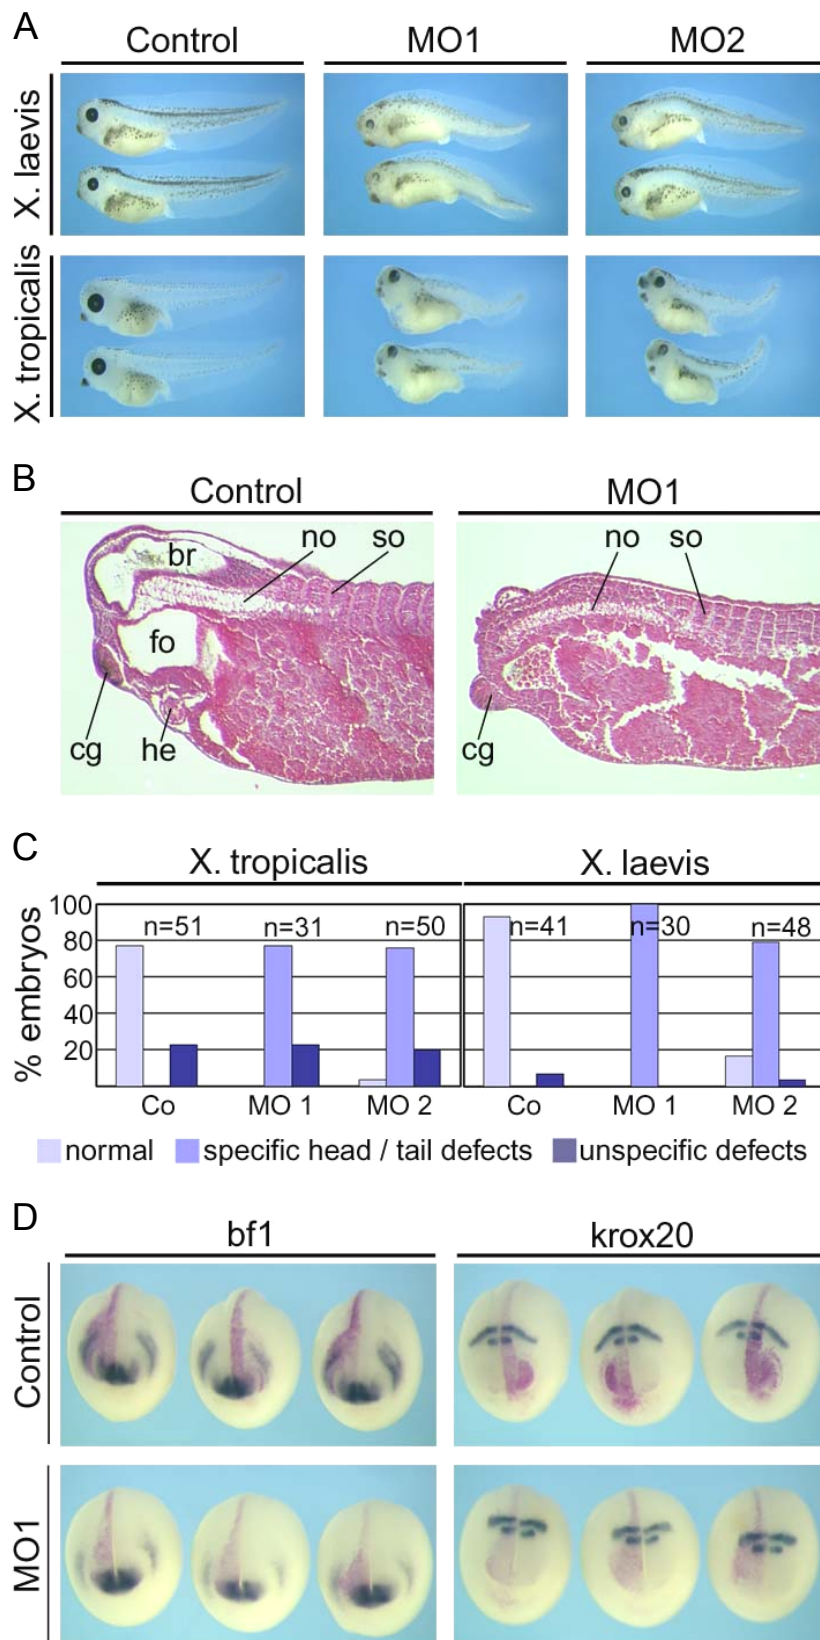 A
Control MO1 MO2
X. laevis
X. tropicalis
B
Control MO1
br no so no so
fo
cg he cg
C
X. tropicalis X. laevis
% embryos
100
80
60
40
20
n=51 n=31 n=50 n=41 n=30 n=48
Co MO 1 MO 2 Co MO 1 MO 2
normal specific head / tail defects unspecific defects
D
bf1 krox20
Control
MO1